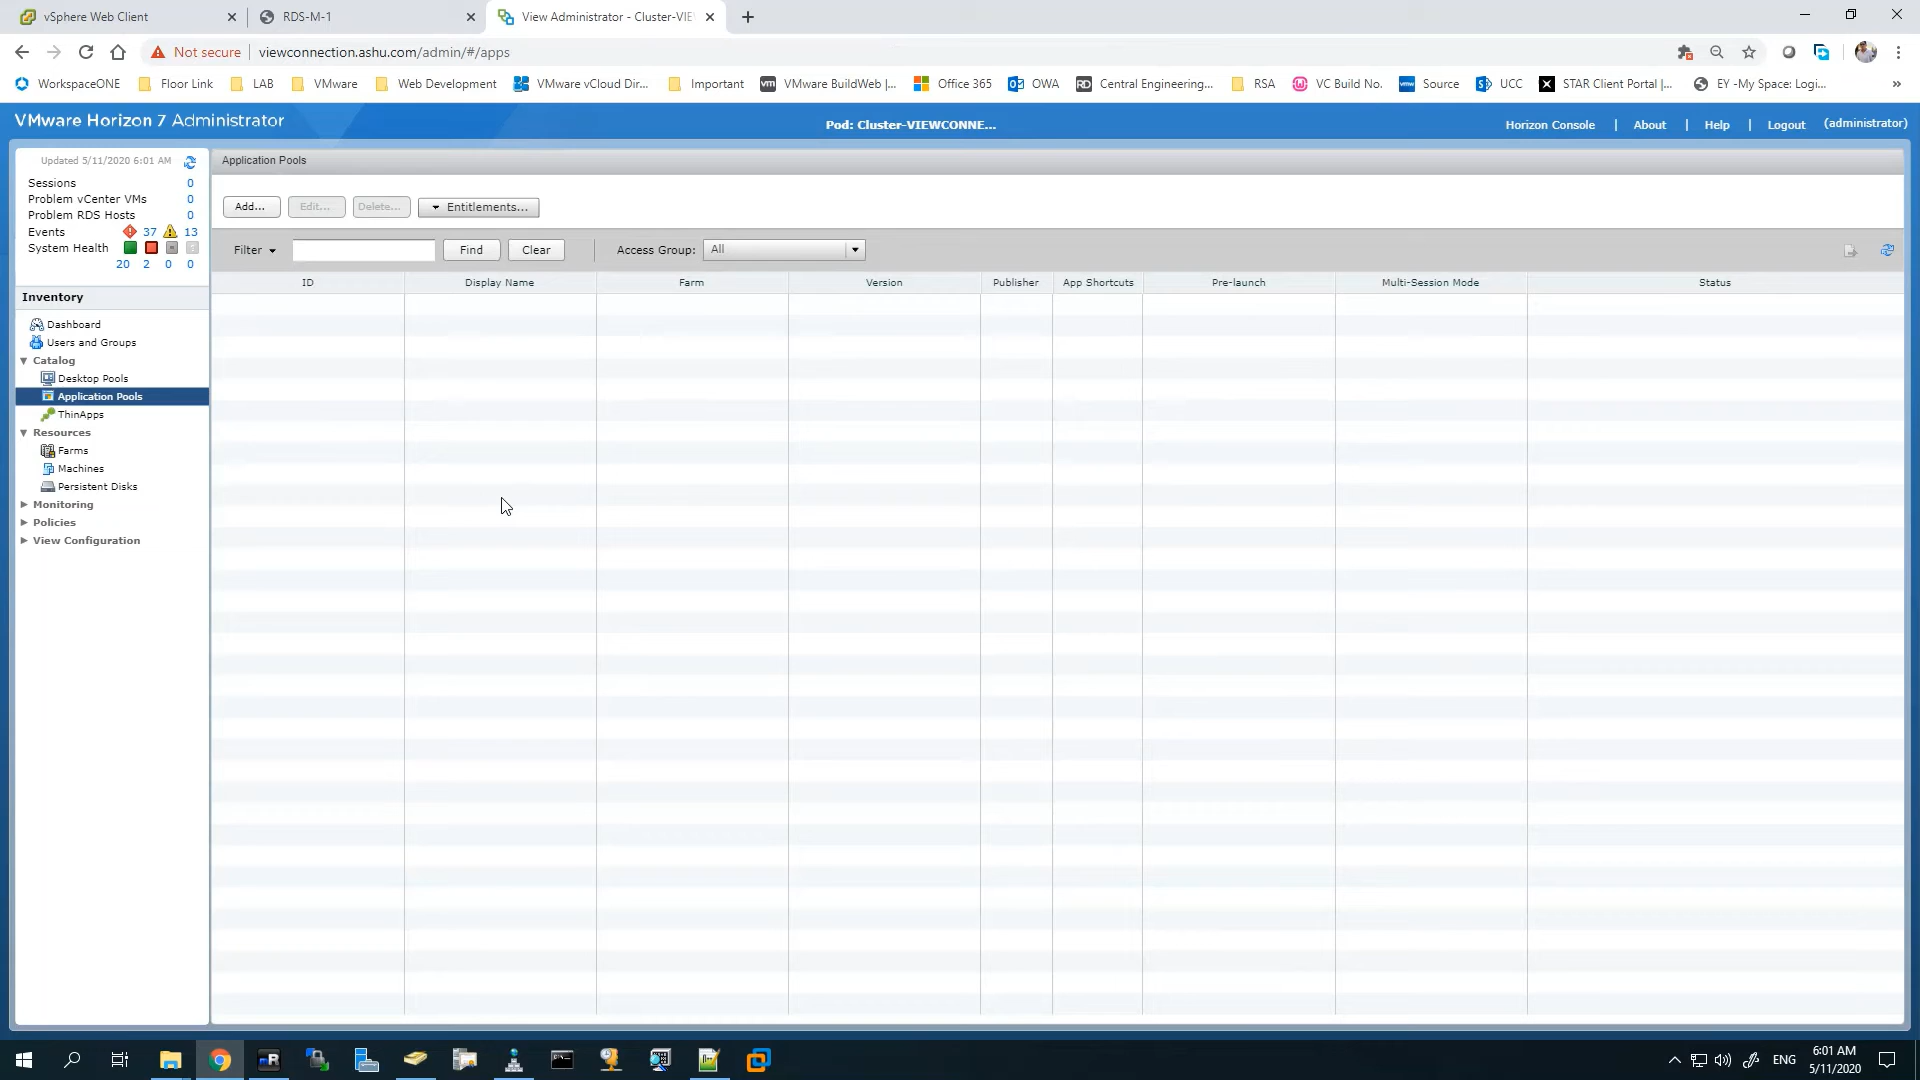 vSphere Web Client
RDS-M-1
View Administrator - Cluster-VIE
Not secure
viewconnection.ashu.com/admin/#/apps
WorkspaceONE
Floor Link
LAB
VMware
Web Development
VMware vCloud Dir...
Important
VMware BuildWeb |...
Office 365
OWA
Central Engineering...
RSA
VC Build No.
Source
UCC
STAR Client Portal |...
EY -My Space: Logi...
»
VMware Horizon 7 Administrator
Pod: Cluster-VIEWCONNE...
Horizon Console | About | Help | Logout (administrator)
Updated 5/11/2020 6:01 AM
Sessions 0
Problem vCenter VMs 0
Problem RDS Hosts 0
Events 37 13
System Health
20 2 0 0
Inventory
Dashboard
Users and Groups
Catalog
Desktop Pools
Application Pools
ThinApps
Resources
Farms
Machines
Persistent Disks
Monitoring
Policies
View Configuration
Application Pools
Add... Edit... Delete... Entitlements...
Filter Find Clear Access Group: All
ID Display Name Farm Version Publisher App Shortcuts Pre-launch Multi-Session Mode Status
ENG
6:01 AM
5/11/2020